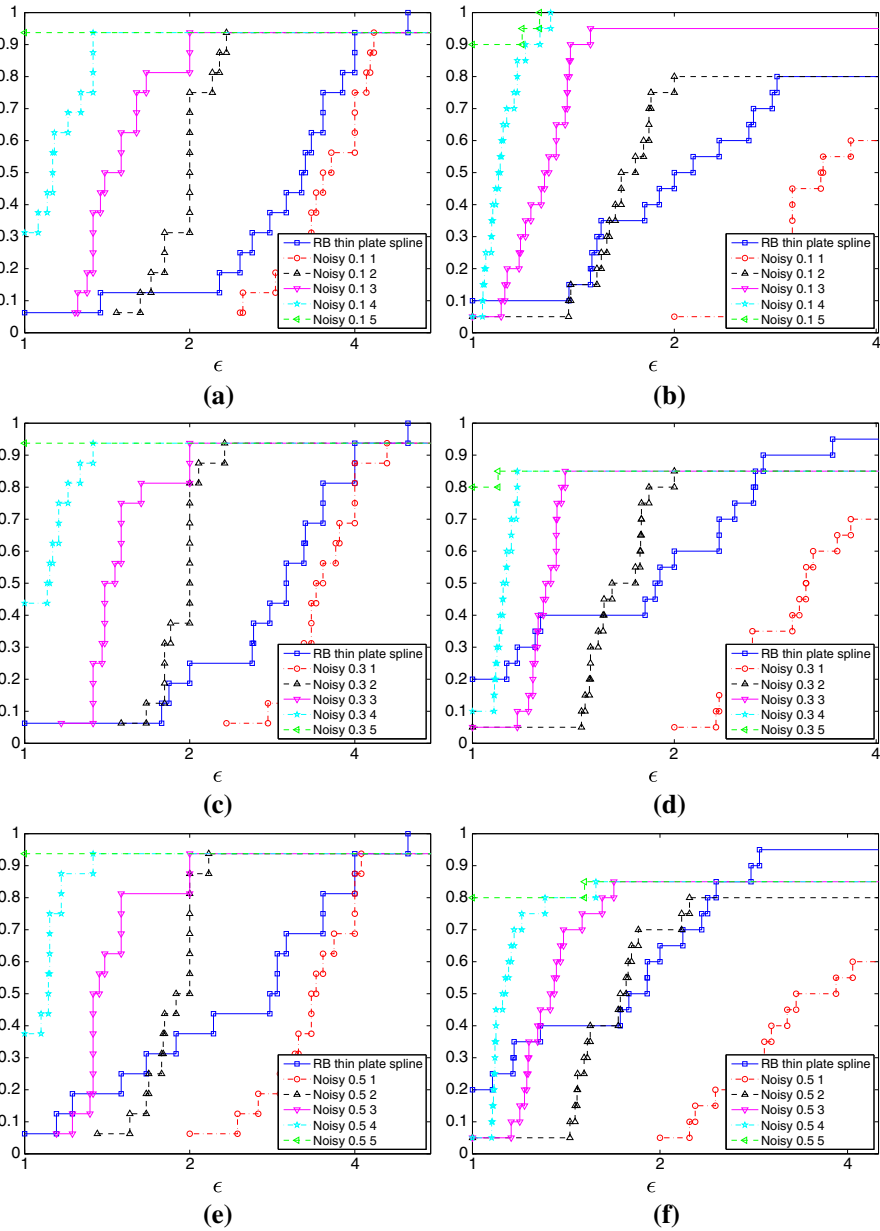 1
0.9
0.8
0.7
0.6
0.5
0.4
0.3
0.2
0.1
0
1 2 4
RB thin plate spline
Noisy 0.1 1
Noisy 0.1 2
Noisy 0.1 3
Noisy 0.1 4
Noisy 0.1 5
ϵ
(a)
1
0.9
0.8
0.7
0.6
0.5
0.4
0.3
0.2
0.1
0
1 2 4
RB thin plate spline
Noisy 0.1 1
Noisy 0.1 2
Noisy 0.1 3
Noisy 0.1 4
Noisy 0.1 5
ϵ
(b)
1
0.9
0.8
0.7
0.6
0.5
0.4
0.3
0.2
0.1
0
1 2 4
RB thin plate spline
Noisy 0.3 1
Noisy 0.3 2
Noisy 0.3 3
Noisy 0.3 4
Noisy 0.3 5
ϵ
(c)
1
0.9
0.8
0.7
0.6
0.5
0.4
0.3
0.2
0.1
0
1 2 4
RB thin plate spline
Noisy 0.3 1
Noisy 0.3 2
Noisy 0.3 3
Noisy 0.3 4
Noisy 0.3 5
ϵ
(d)
1
0.9
0.8
0.7
0.6
0.5
0.4
0.3
0.2
0.1
0
1 2 4
RB thin plate spline
Noisy 0.5 1
Noisy 0.5 2
Noisy 0.5 3
Noisy 0.5 4
Noisy 0.5 5
ϵ
(e)
1
0.9
0.8
0.7
0.6
0.5
0.4
0.3
0.2
0.1
0
1 2 4
RB thin plate spline
Noisy 0.5 1
Noisy 0.5 2
Noisy 0.5 3
Noisy 0.5 4
Noisy 0.5 5
ϵ
(f)